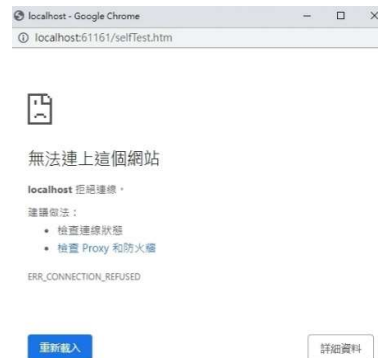 localhost - Google Chrome
localhost:61161/selfTest.htm
無法連上這個網站
localhost 拒絕連線。
建議做法：
檢查連線狀態
檢查 Proxy 和防火牆
ERR_CONNECTION_REFUSED
重新載入
詳細資料